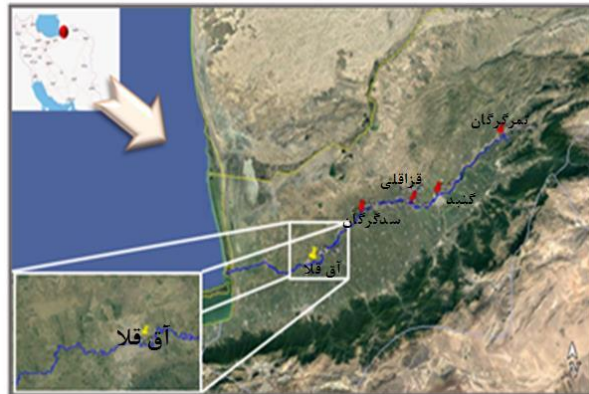 تمرگرگان
قزاقلی
گنبد
سدگرگان
آق قلا
آق قلا